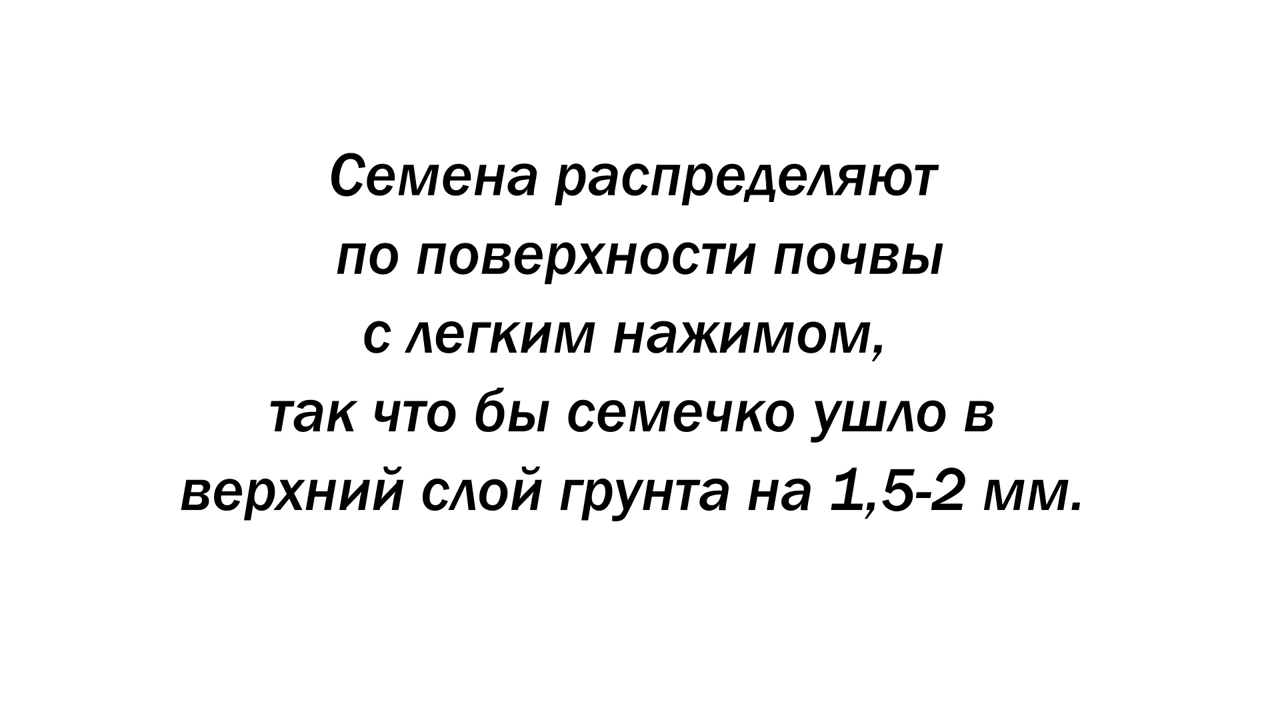 Семена распределяют
по поверхности почвы
с легким нажимом,
так что бы семечко ушло в
верхний слой грунта на 1,5-2 мм.